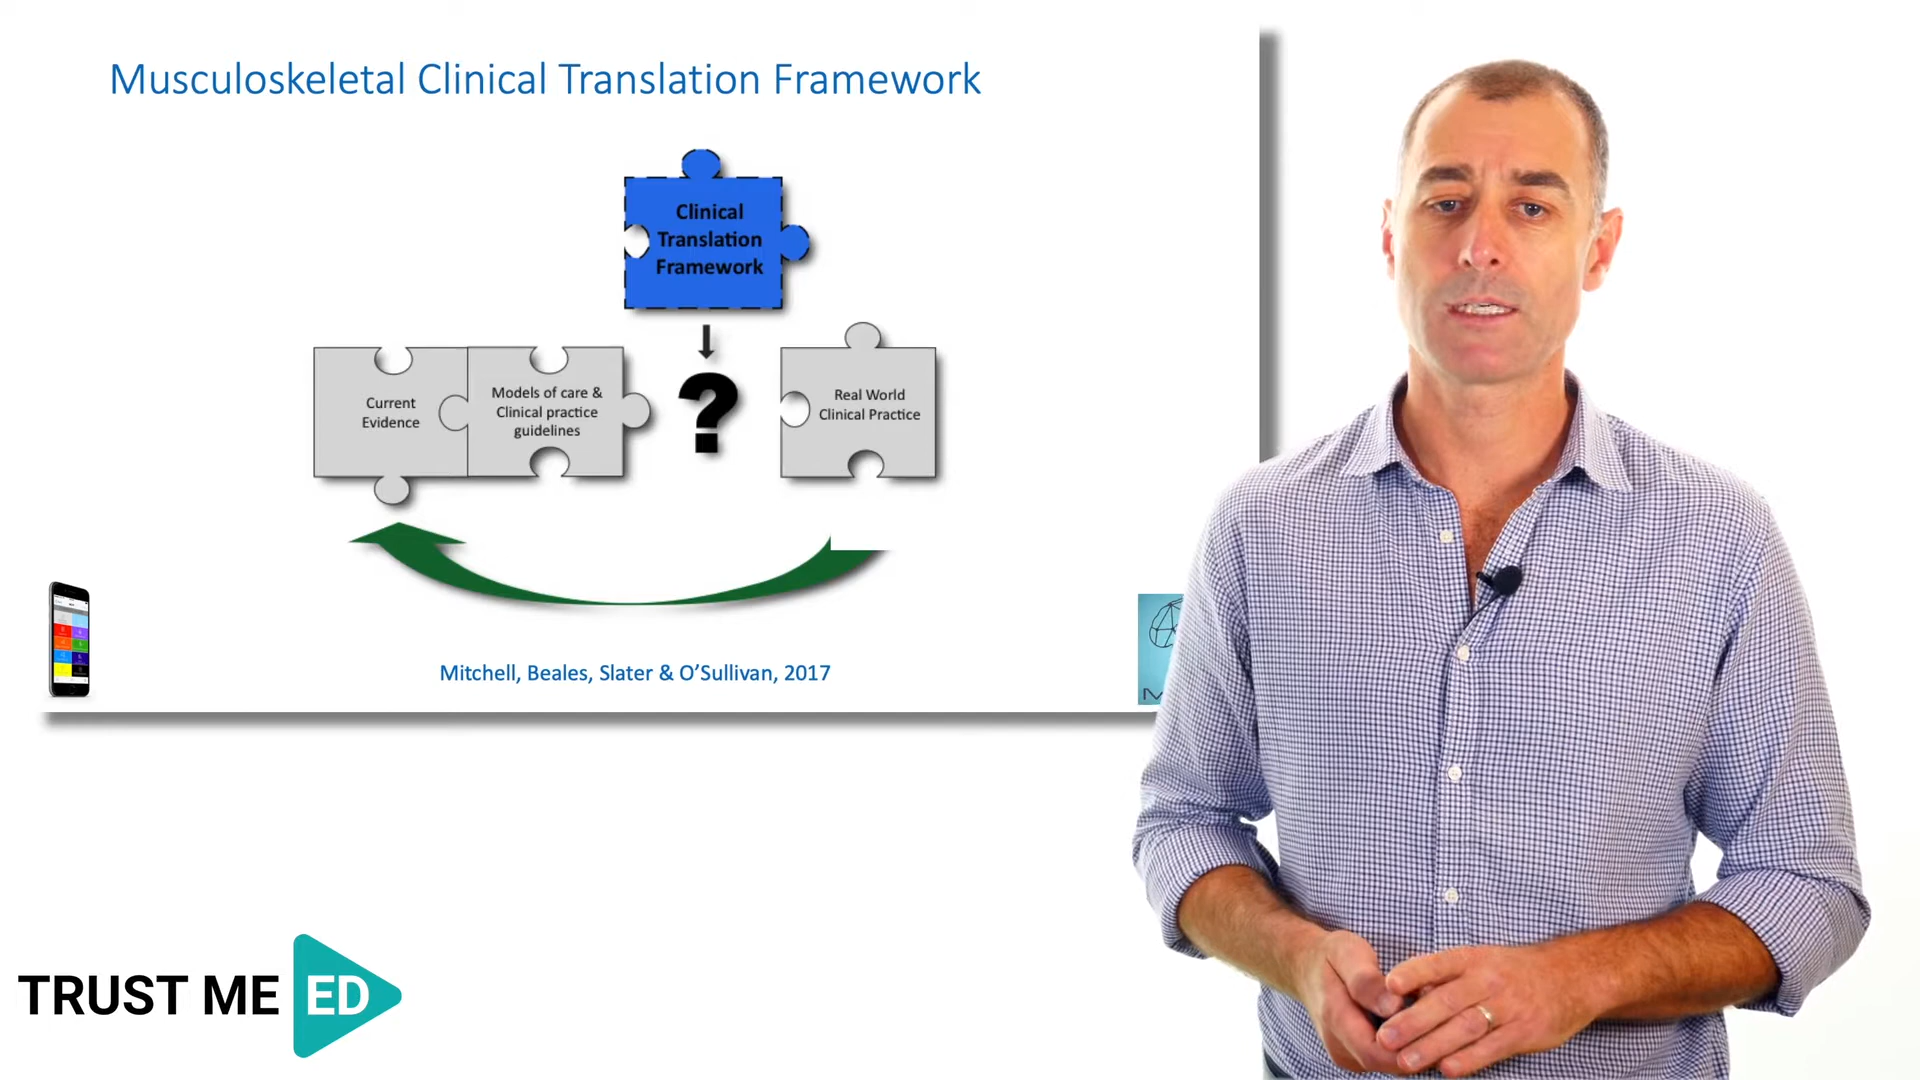 Musculoskeletal Clinical Translation Framework
Clinical
Translation
Framework
Current
Evidence
Models of care &
Clinical practice
guidelines
?
Real World
Clinical Practice
Mitchell, Beales, Slater & O'Sullivan, 2017
TRUST ME ED